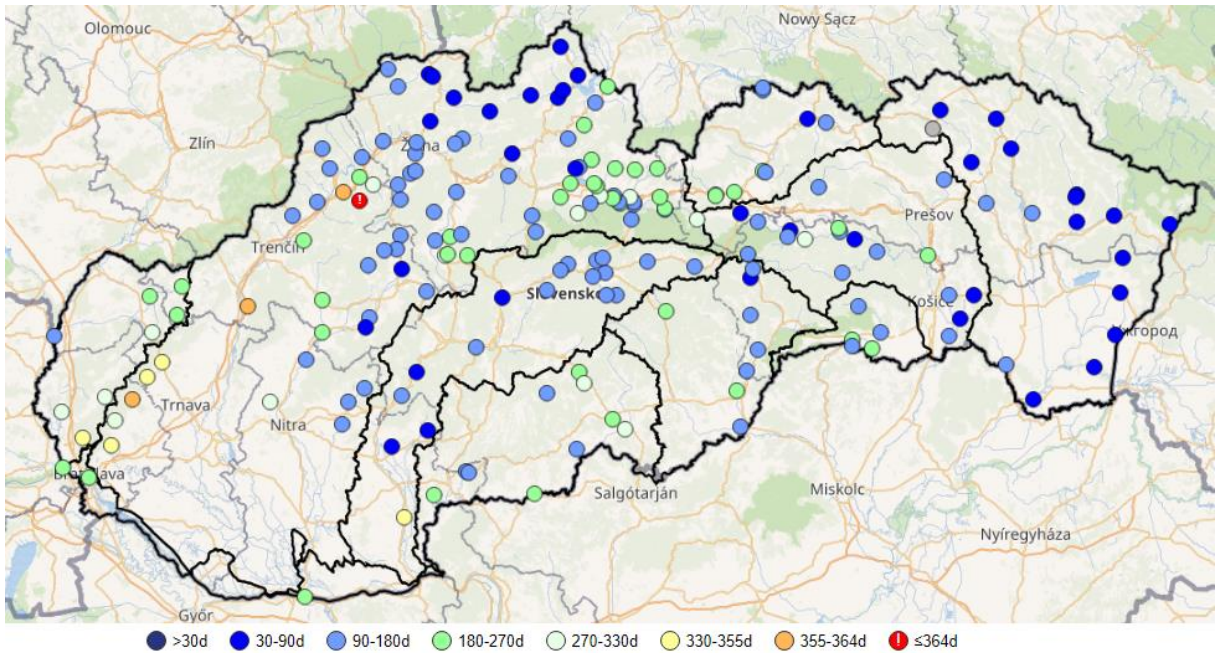 Nowy Sącz
Olomouc
Zlín
Žilina
Prešov
Trenčín
Slovensko
Košice
Ужгород
Trnava
Nitra
Bratislava
Salgótarján
Miskolc
Nyíregyháza
Győr
>30d
30-90d
90-180d
180-270d
270-330d
330-355d
355-364d
! ≤364d